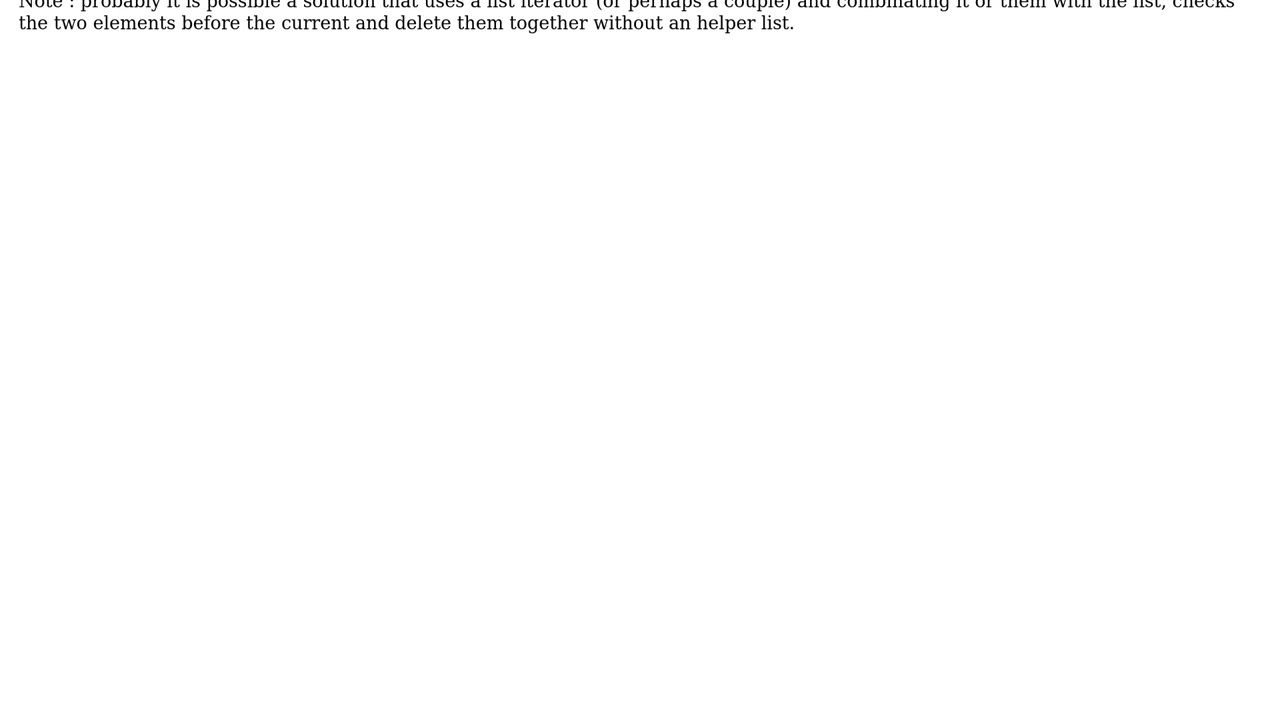 Note : probably it is possible a solution that uses a list iterator (or perhaps a couple) and combinating it or them with the list, checks
the two elements before the current and delete them together without an helper list.